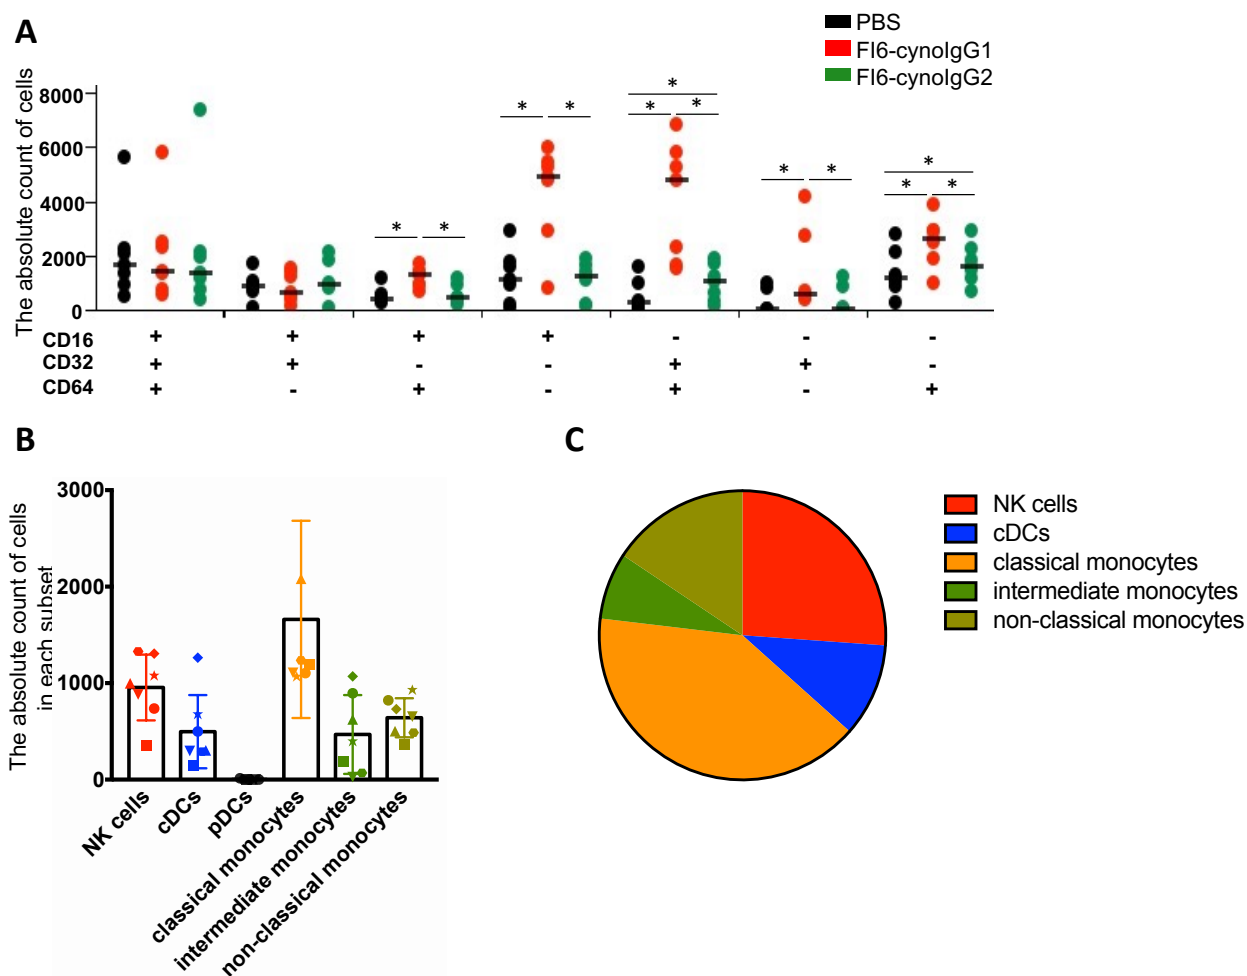 A
PBS
FI6-cynoIgG1
FI6-cynoIgG2
The absolute count of cells
8000
6000
4000
2000
0
* *
* *
*
* *
* *
*
* *
CD16 + + + + - - -
CD32 + + - - + + -
CD64 + - + - + - +
B
The absolute count of cells
in each subset
3000
2000
1000
0
NK cells
cDCs
pDCs
classical monocytes
intermediate monocytes
non-classical monocytes
C
NK cells
cDCs
classical monocytes
intermediate monocytes
non-classical monocytes